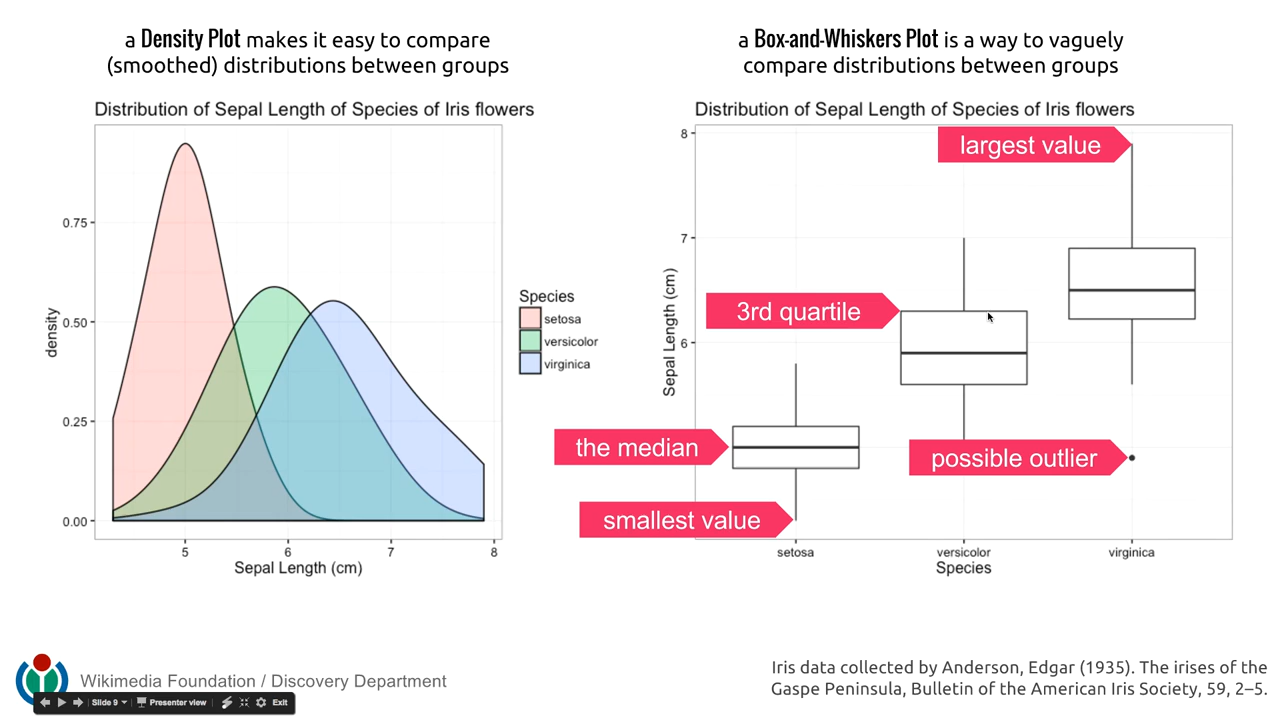 a Density Plot makes it easy to compare
(smoothed) distributions between groups
Distribution of Sepal Length of Species of Iris flowers
density
0.75
0.50
0.25
0.00
5 6 7 8
Sepal Length (cm)
Species
setosa
versicolor
virginica
a Box-and-Whiskers Plot is a way to vaguely
compare distributions between groups
Distribution of Sepal Length of Species of Iris flowers
Sepal Length (cm)
8
7
6
largest value
3rd quartile
the median
possible outlier
smallest value
setosa versicolor virginica
Species
Wikimedia Foundation / Discovery Department
Iris data collected by Anderson, Edgar (1935). The irises of the
Gaspe Peninsula, Bulletin of the American Iris Society, 59, 2–5.
Slide 9 Presenter view Exit